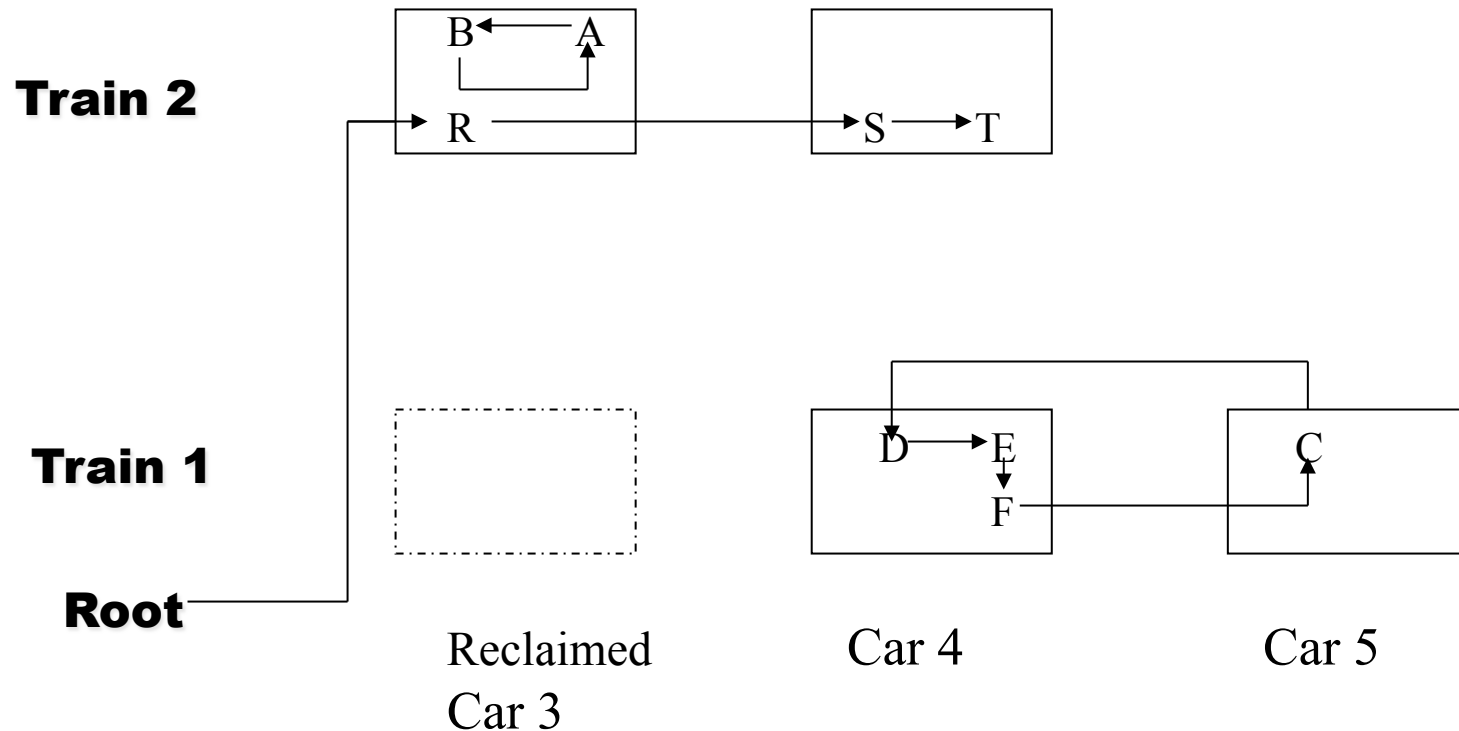 B A
Train 2
R S T
D E C
Train 1
F
Root
Reclaimed Car 4 Car 5
Car 3